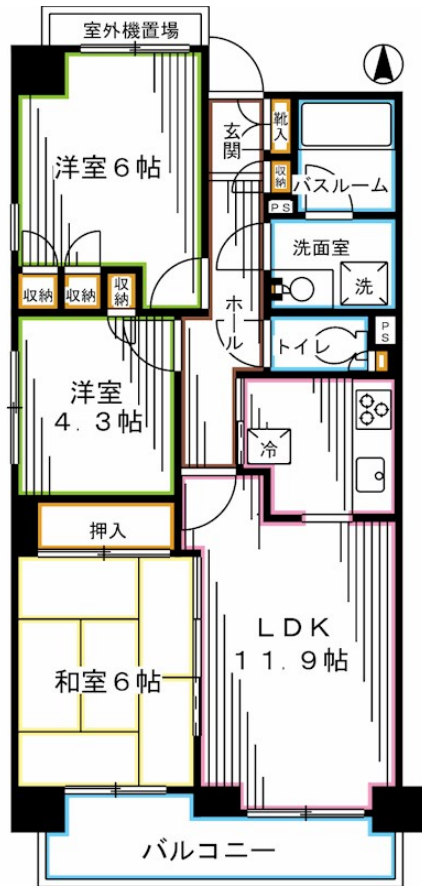 室外機置場
洋室6帖
玄関
靴入
収納
バスルーム
PS
洗面室
洗
収納
収納
収納
ホール
トイレ
PS
洋室
4.3帖
冷
押入
LDK
11.9帖
和室6帖
バルコニー